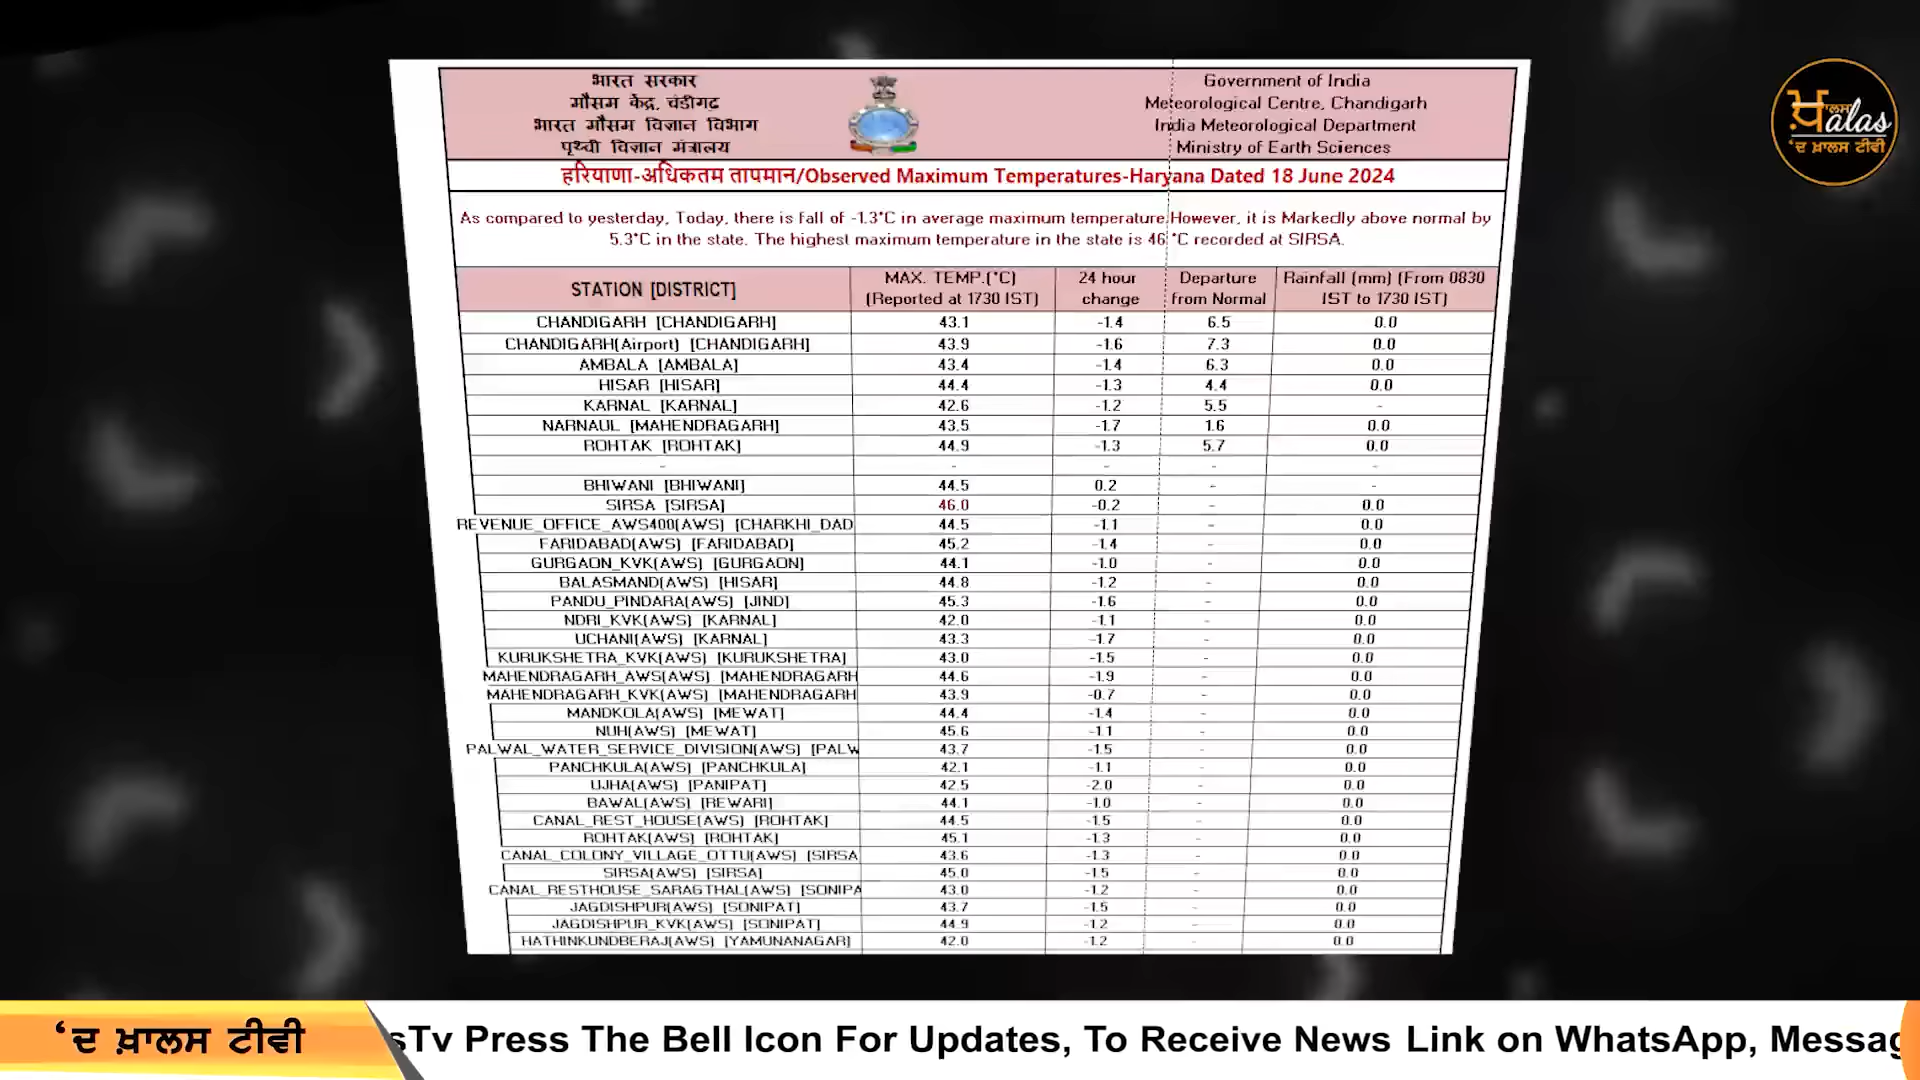 भारत सरकार
मौसम केंद्र, चंडीगढ़
भारत मौसम विज्ञान विभाग
पृथ्वी विज्ञान मंत्रालय
Government of India
Meteorological Centre, Chandigarh
India Meteorological Department
Ministry of Earth Sciences
ਖ਼ਾਲਸ alas
'ਦ ਖ਼ਾਲਸ ਟੀਵੀ
हरियाणा-अधिकतम तापमान/Observed Maximum Temperatures-Haryana Dated 18 June 2024
As compared to yesterday, Today, there is fall of -1.3°C in average maximum temperature.However, it is Markedly above normal by
5.3°C in the state. The highest maximum temperature in the state is 46 °C recorded at SIRSA.
STATION [DISTRICT] MAX. TEMP.(°C) (Reported at 1730 IST) 24 hour change Departure from Normal Rainfall (mm) (From 0830 IST to 1730 IST)
CHANDIGARH [CHANDIGARH] 43.1 -1.4 6.5 0.0
CHANDIGARH(Airport) [CHANDIGARH] 43.9 -1.6 7.3 0.0
AMBALA [AMBALA] 43.4 -1.4 6.3 0.0
HISAR [HISAR] 44.4 -1.3 4.4 0.0
KARNAL [KARNAL] 42.6 -1.2 5.5 -
NARNAUL [MAHENDRAGARH] 43.5 -1.7 1.6 0.0
ROHTAK [ROHTAK] 44.9 -1.3 5.7 0.0
- - - - -
BHIWANI [BHIWANI] 44.5 0.2 - -
SIRSA [SIRSA] 46.0 -0.2 - 0.0
REVENUE_OFFICE_AWS400(AWS) [CHARKHI_DAD 44.5 -1.1 - 0.0
FARIDABAD(AWS) [FARIDABAD] 45.2 -1.4 - 0.0
GURGAON_KVK(AWS) [GURGAON] 44.1 -1.0 - 0.0
BALASMAND(AWS) [HISAR] 44.8 -1.2 - 0.0
PANDU_PINDARA(AWS) [JIND] 45.3 -1.6 - 0.0
NDRI_KVK(AWS) [KARNAL] 42.0 -1.1 - 0.0
UCHANI(AWS) [KARNAL] 43.3 -1.7 - 0.0
KURUKSHETRA_KVK(AWS) [KURUKSHETRA] 43.0 -1.5 - 0.0
MAHENDRAGARH_AWS(AWS) [MAHENDRAGARH 44.6 -1.9 - 0.0
MAHENDRAGARH_KVK(AWS) [MAHENDRAGARH 43.9 -0.7 - 0.0
MANDKOLA(AWS) [MEWAT] 44.4 -1.4 - 0.0
NUH(AWS) [MEWAT] 45.6 -1.1 - 0.0
PALWAL_WATER_SERVICE_DIVISION(AWS) [PALW 43.7 -1.5 - 0.0
PANCHKULA(AWS) [PANCHKULA] 42.1 -1.1 - 0.0
UJHA(AWS) [PANIPAT] 42.5 -2.0 - 0.0
BAWAL(AWS) [REWARI] 44.1 -1.0 - 0.0
CANAL_REST_HOUSE(AWS) [ROHTAK] 44.5 -1.5 - 0.0
ROHTAK(AWS) [ROHTAK] 45.1 -1.3 - 0.0
CANAL_COLONY_VILLAGE_OTTU(AWS) [SIRSA 43.6 -1.3 - 0.0
SIRSA(AWS) [SIRSA] 45.0 -1.5 - 0.0
CANAL_RESTHOUSE_SARAGTHAL(AWS) [SONIPA 43.0 -1.2 - 0.0
JAGDISHPUR(AWS) [SONIPAT] 43.7 -1.5 - 0.0
JAGDISHPUR_KVK(AWS) [SONIPAT] 44.9 -1.2 - 0.0
HATHINKUNDBERAJ(AWS) [YAMUNANAGAR] 42.0 -1.2 - 0.0
'ਦ ਖ਼ਾਲਸ ਟੀਵੀ
sTv Press The Bell Icon For Updates, To Receive News Link on WhatsApp, Messag